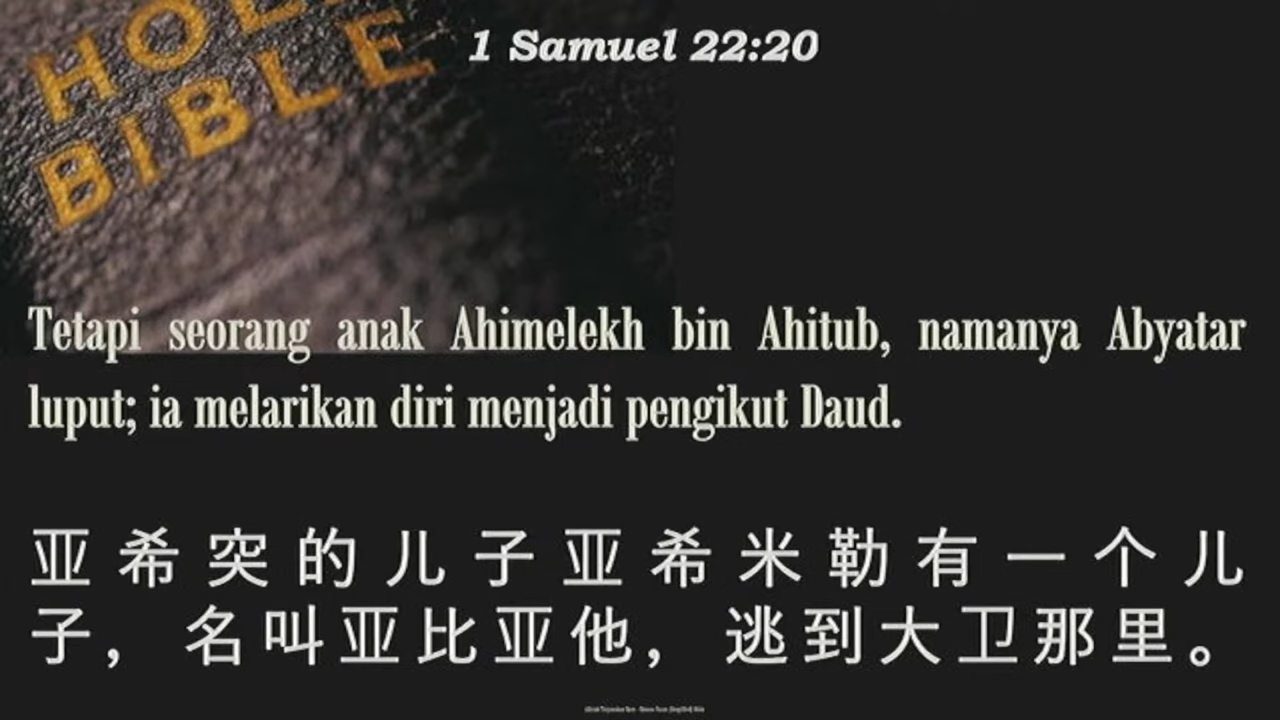 HOLY
BIBLE
1 Samuel 22:20
Tetapi seorang anak Ahimelekh bin Ahitub, namanya Abyatar
luput; ia melarikan diri menjadi pengikut Daud.
亚希突的儿子亚希米勒有一个儿
子，名叫亚比亚他，逃到大卫那里。